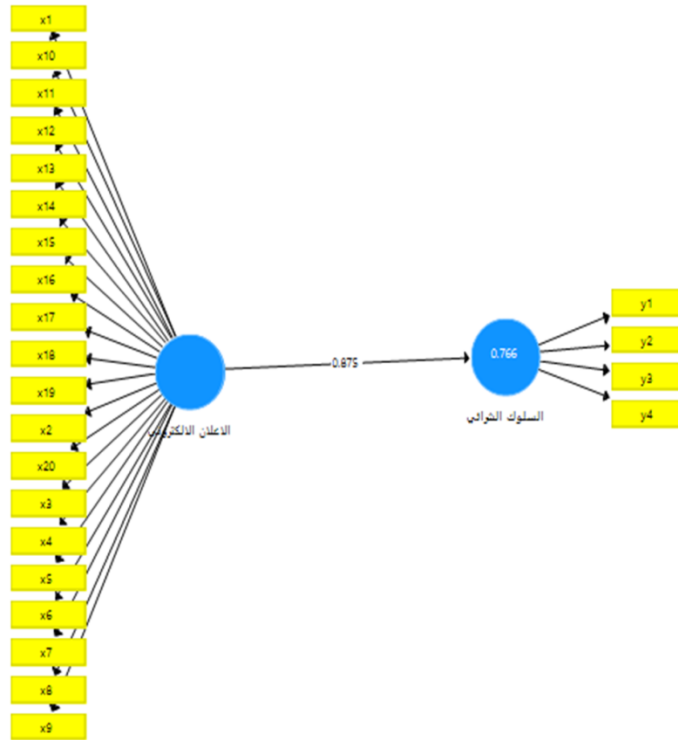 x1
x10
x11
x12
x13
x14
x15
x16
x17
x18
x19
x2
x20
x3
x4
x5
x6
x7
x8
x9
الاعلان الالكتروني
0.875
0.766
السلوك الشرائي
y1
y2
y3
y4